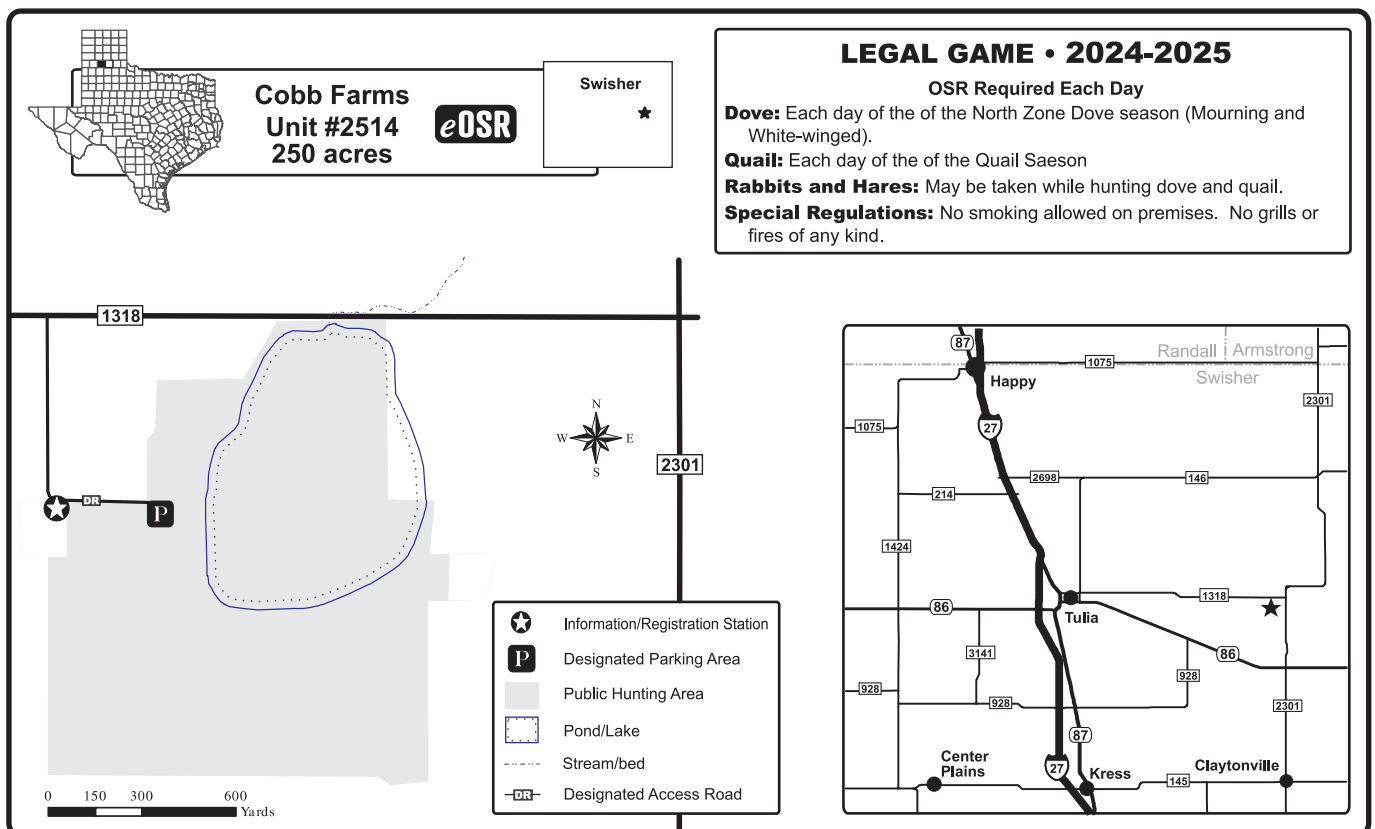 Cobb Farms
Unit #2514
250 acres
eOSR
Swisher
LEGAL GAME • 2024-2025
OSR Required Each Day
Dove: Each day of the of the North Zone Dove season (Mourning and
White-winged).
Quail: Each day of the of the Quail Saeson
Rabbits and Hares: May be taken while hunting dove and quail.
Special Regulations: No smoking allowed on premises. No grills or
fires of any kind.
1318
2301
N
W E
S
DR
P
Information/Registration Station
P Designated Parking Area
Public Hunting Area
Pond/Lake
Stream/bed
DR Designated Access Road
0 150 300 600
Yards
87
Randall Armstrong
1075
Happy
Swisher
2301
27
1075
2698
146
214
1424
1318
86
Tulia
3141
86
928
928
928
2301
87
Center
Plains
27
Kress
145
Claytonville